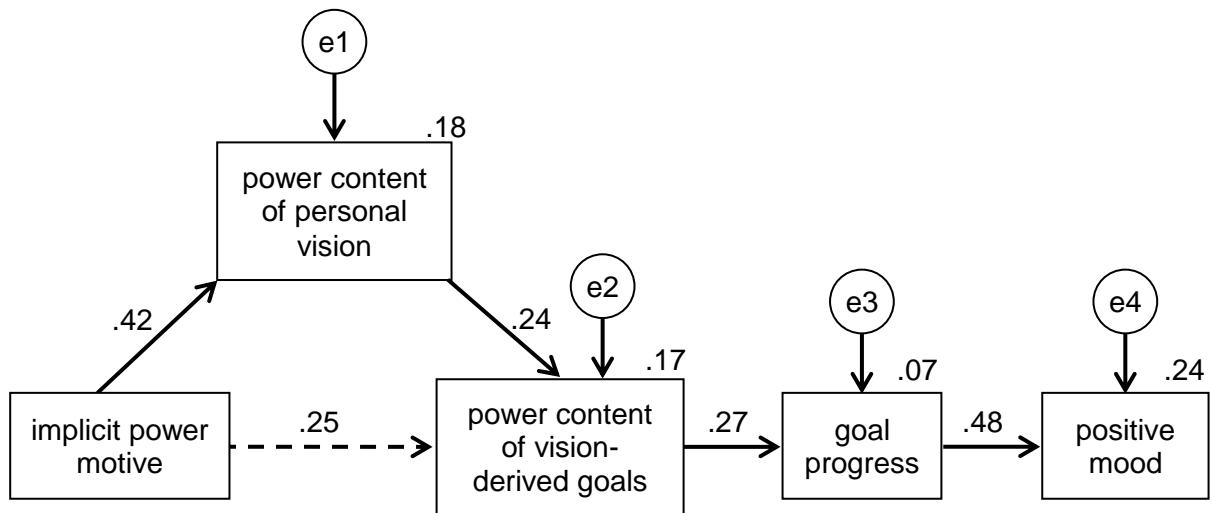 e1
.18
power content
of personal
vision
e2
e3
e4
.42
.24
.17
.07
.24
implicit power
motive
.25
power content
of vision-
derived goals
.27
goal
progress
.48
positive
mood